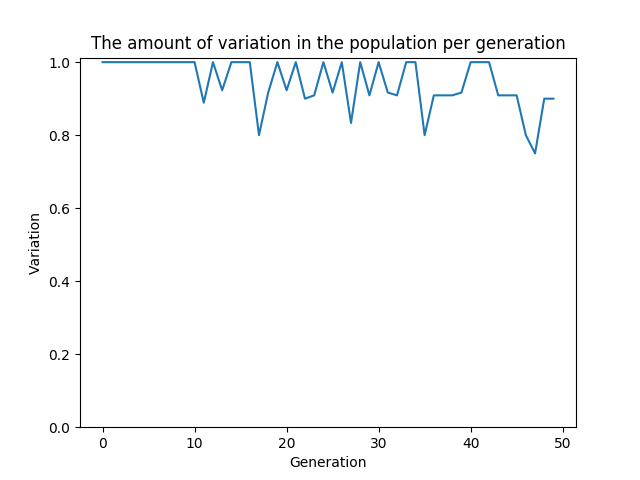 The amount of variation in the population per generation
1.0
0.8
0.6
0.4
0.2
0.0
Variation
0 10 20 30 40 50
Generation